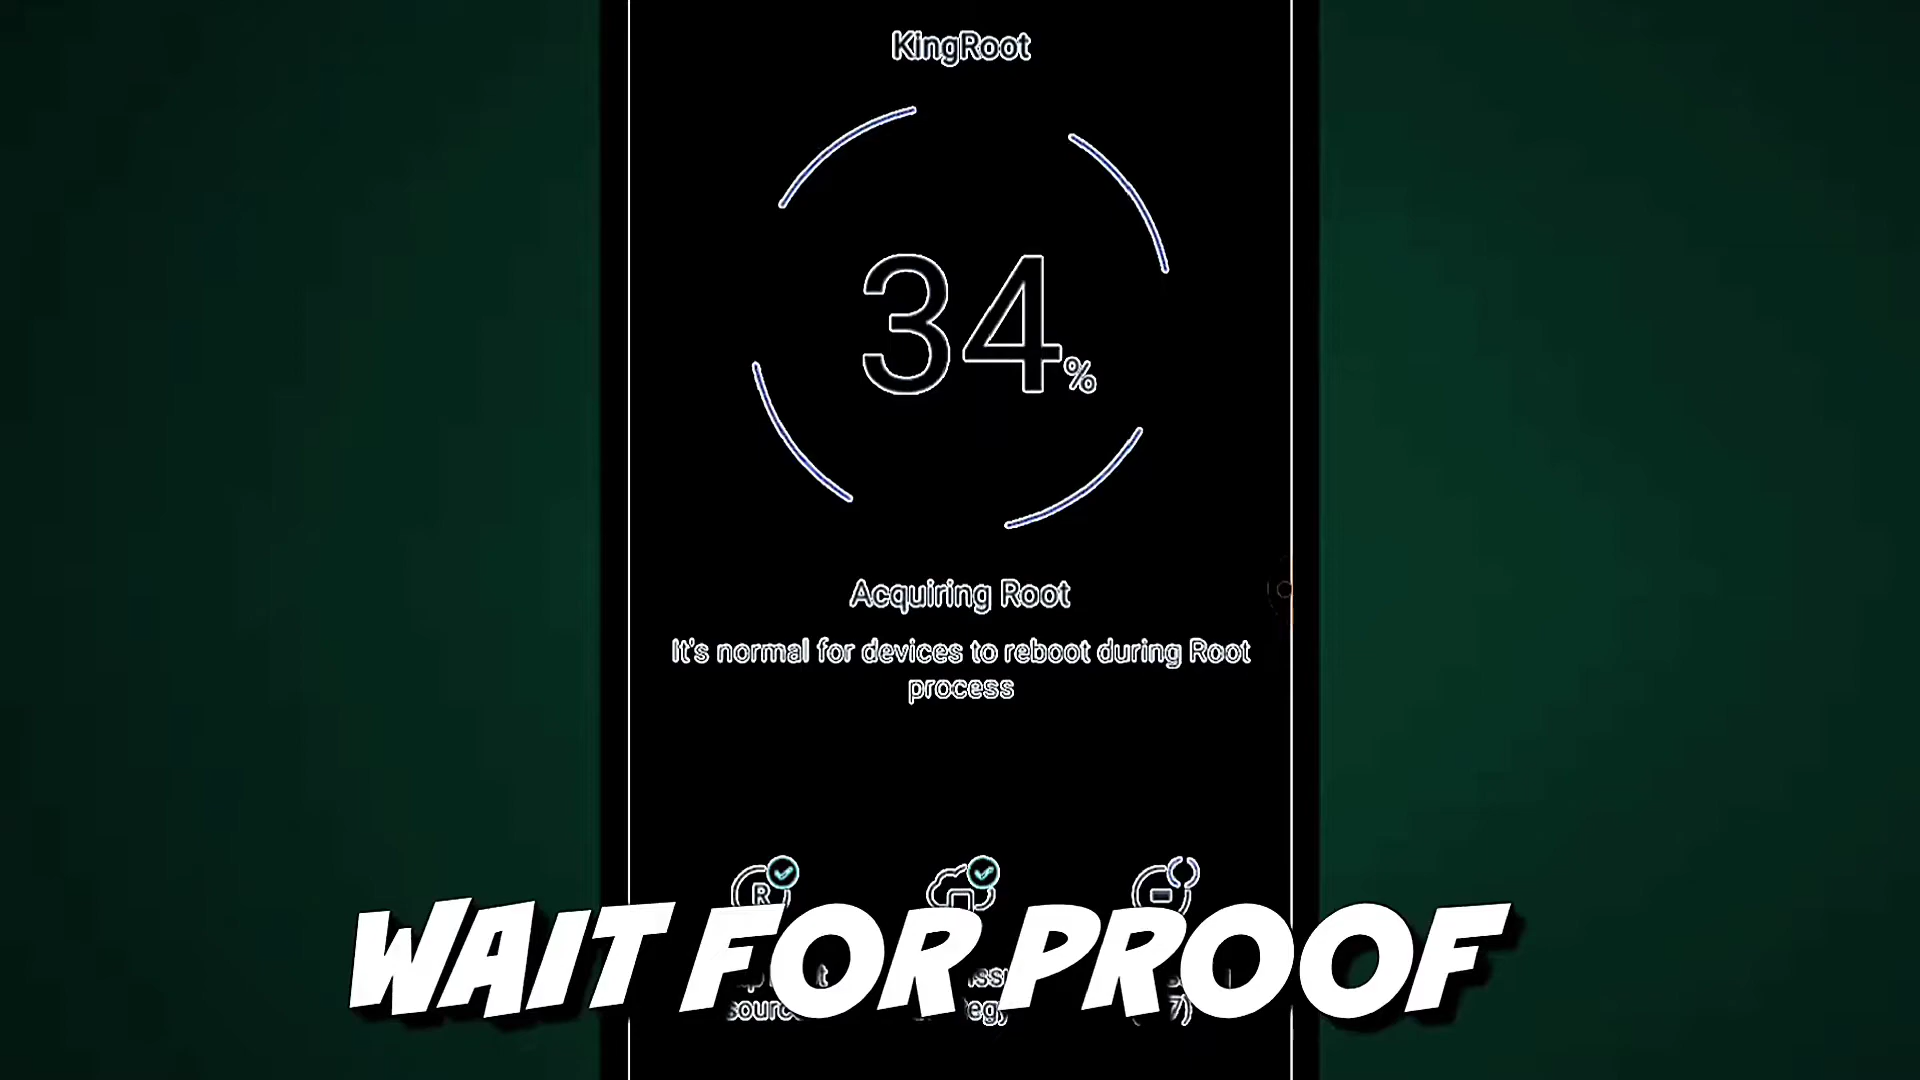 KingRoot
34%
Acquiring Root
It's normal for devices to reboot during Root
process
R
WAIT FOR PROOF